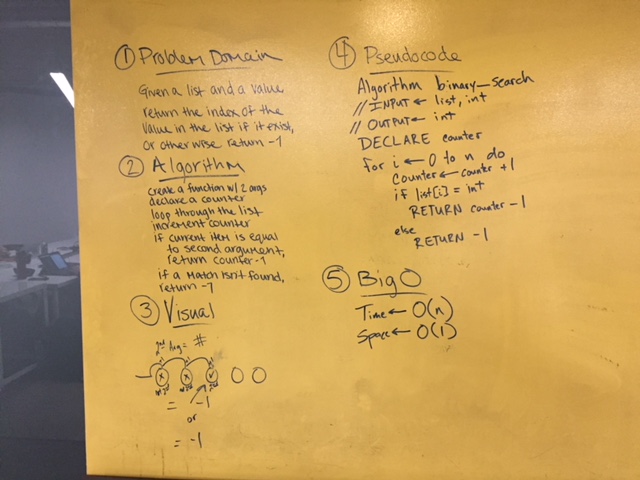 ① Problem Domain
Given a list and a value
return the index of the
value in the list if it exist,
or otherwise return -1
② Algorithm
create a function w/ 2 args
declare a counter
loop through the list
increment counter
if current item is equal
to second argument,
return counter -1
if a match isn't found,
return -1
③ Visual
2nd Arg = #
= -1
or
= -1
④ Pseudocode
Algorithm binary_search
// INPUT ← list, int
// OUTPUT ← int
DECLARE counter
for i ← 0 to n do
counter ← counter +1
if list[i] = int
RETURN counter -1
else
RETURN -1
⑤ Big O
Time ← O(n)
Space ← O(1)